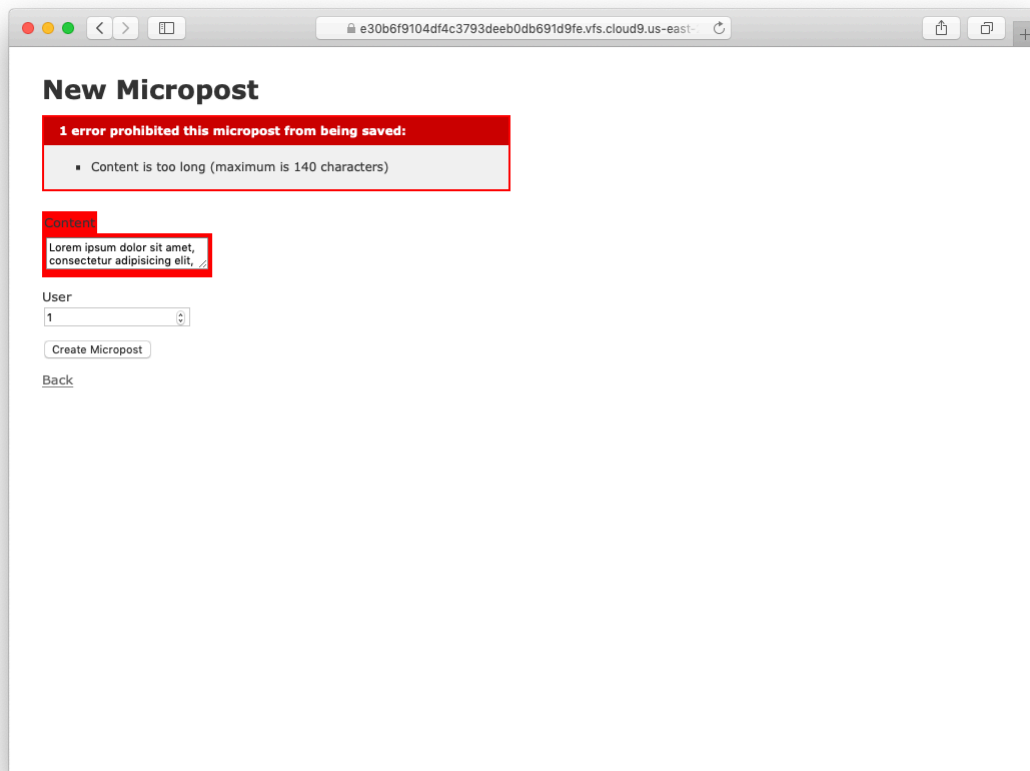 e30b6f9104df4c3793deeb0db691d9fe.vfs.cloud9.us-east-
New Micropost
1 error prohibited this micropost from being saved:
Content is too long (maximum is 140 characters)
Content
Lorem ipsum dolor sit amet,
consectetur adipisicing elit,
User
1
Create Micropost
Back